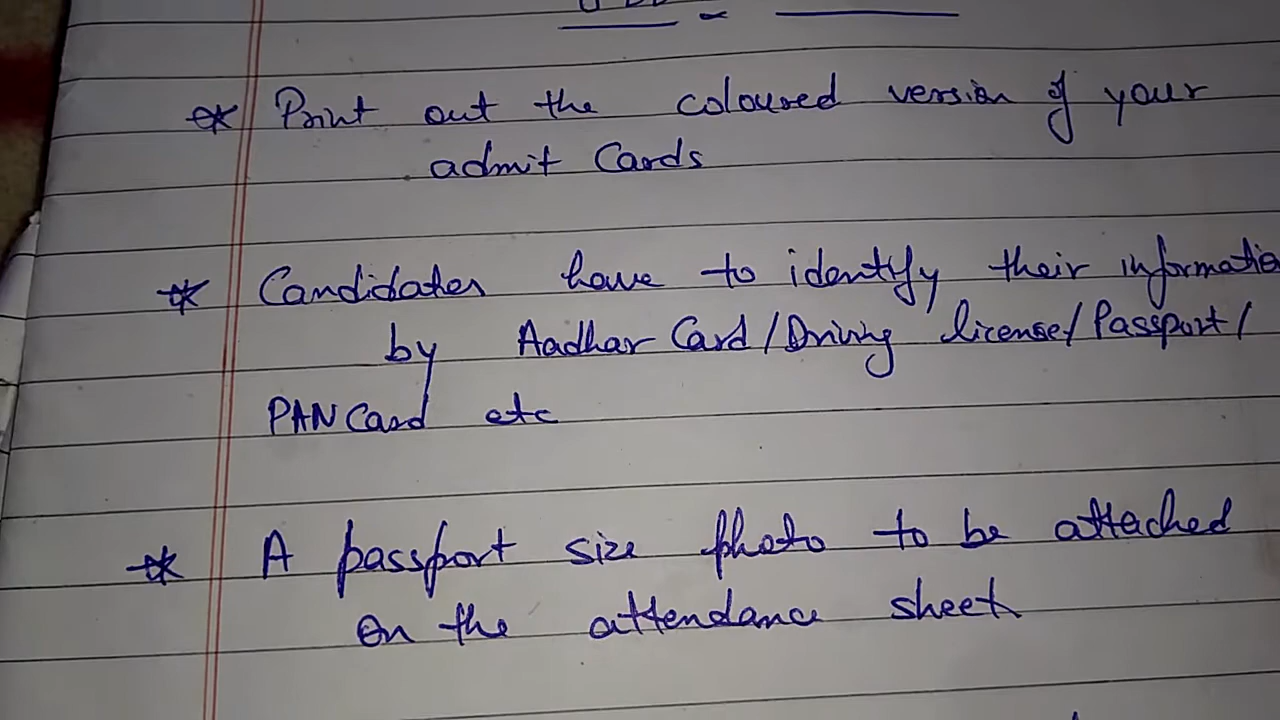 * Print out the coloured version of your
admit Cards
* Candidates have to identify their informatio
by Aadhar Card/Driving license/Passport/
PAN Card etc
* A passport size photo to be attached
on the attendance sheet